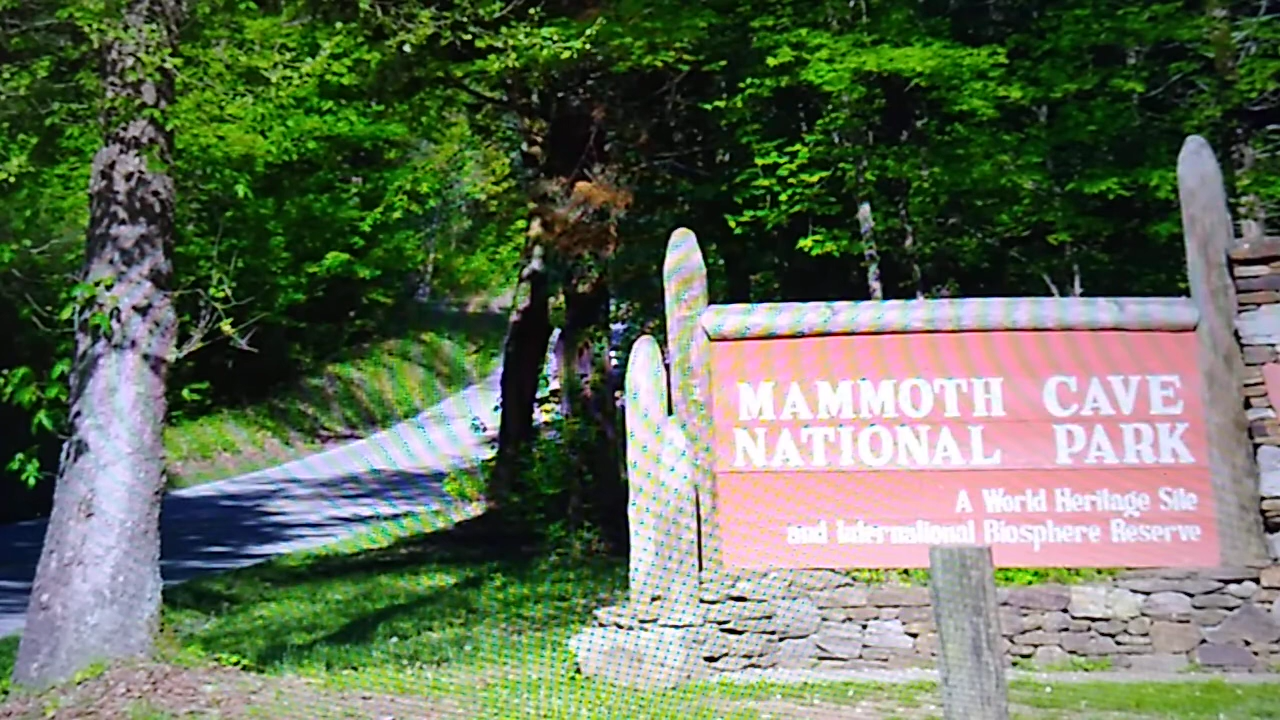 MAMMOTH CAVE
NATIONAL PARK
A World Heritage Site
and International Biosphere Reserve